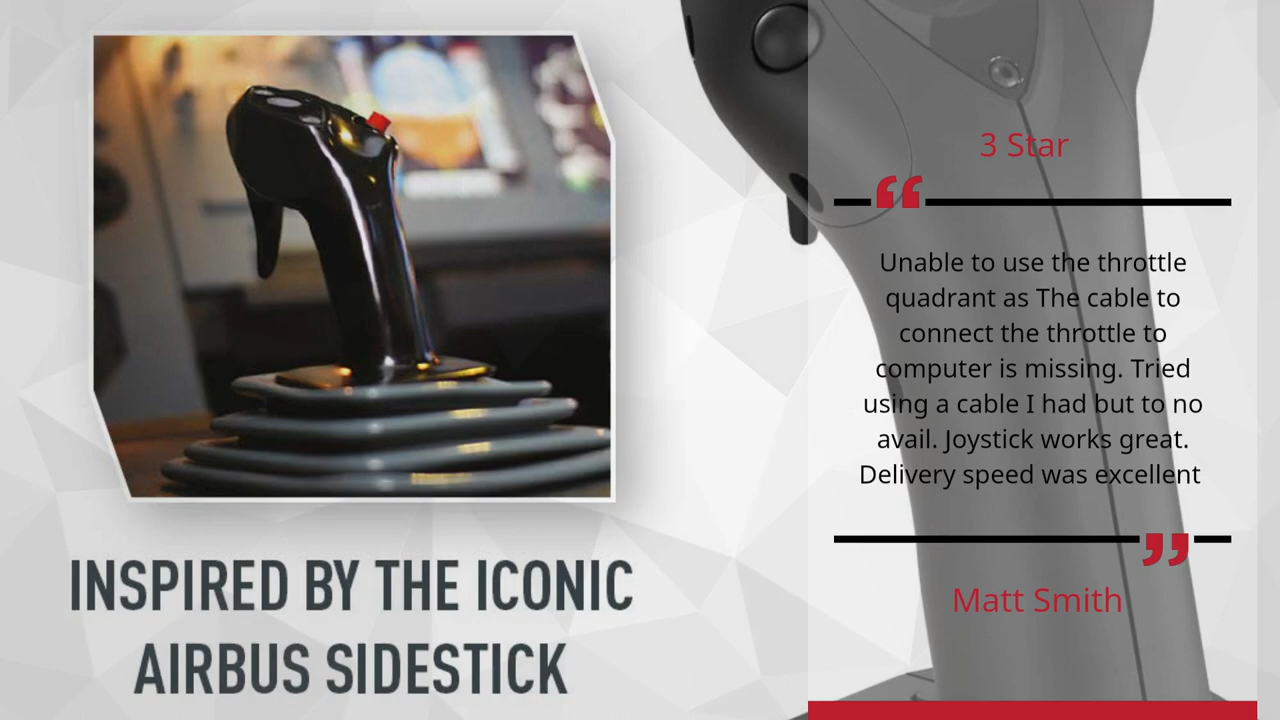 INSPIRED BY THE ICONIC
AIRBUS SIDESTICK
3 Star
“
Unable to use the throttle
quadrant as The cable to
connect the throttle to
computer is missing. Tried
using a cable I had but to no
avail. Joystick works great.
Delivery speed was excellent
”
Matt Smith